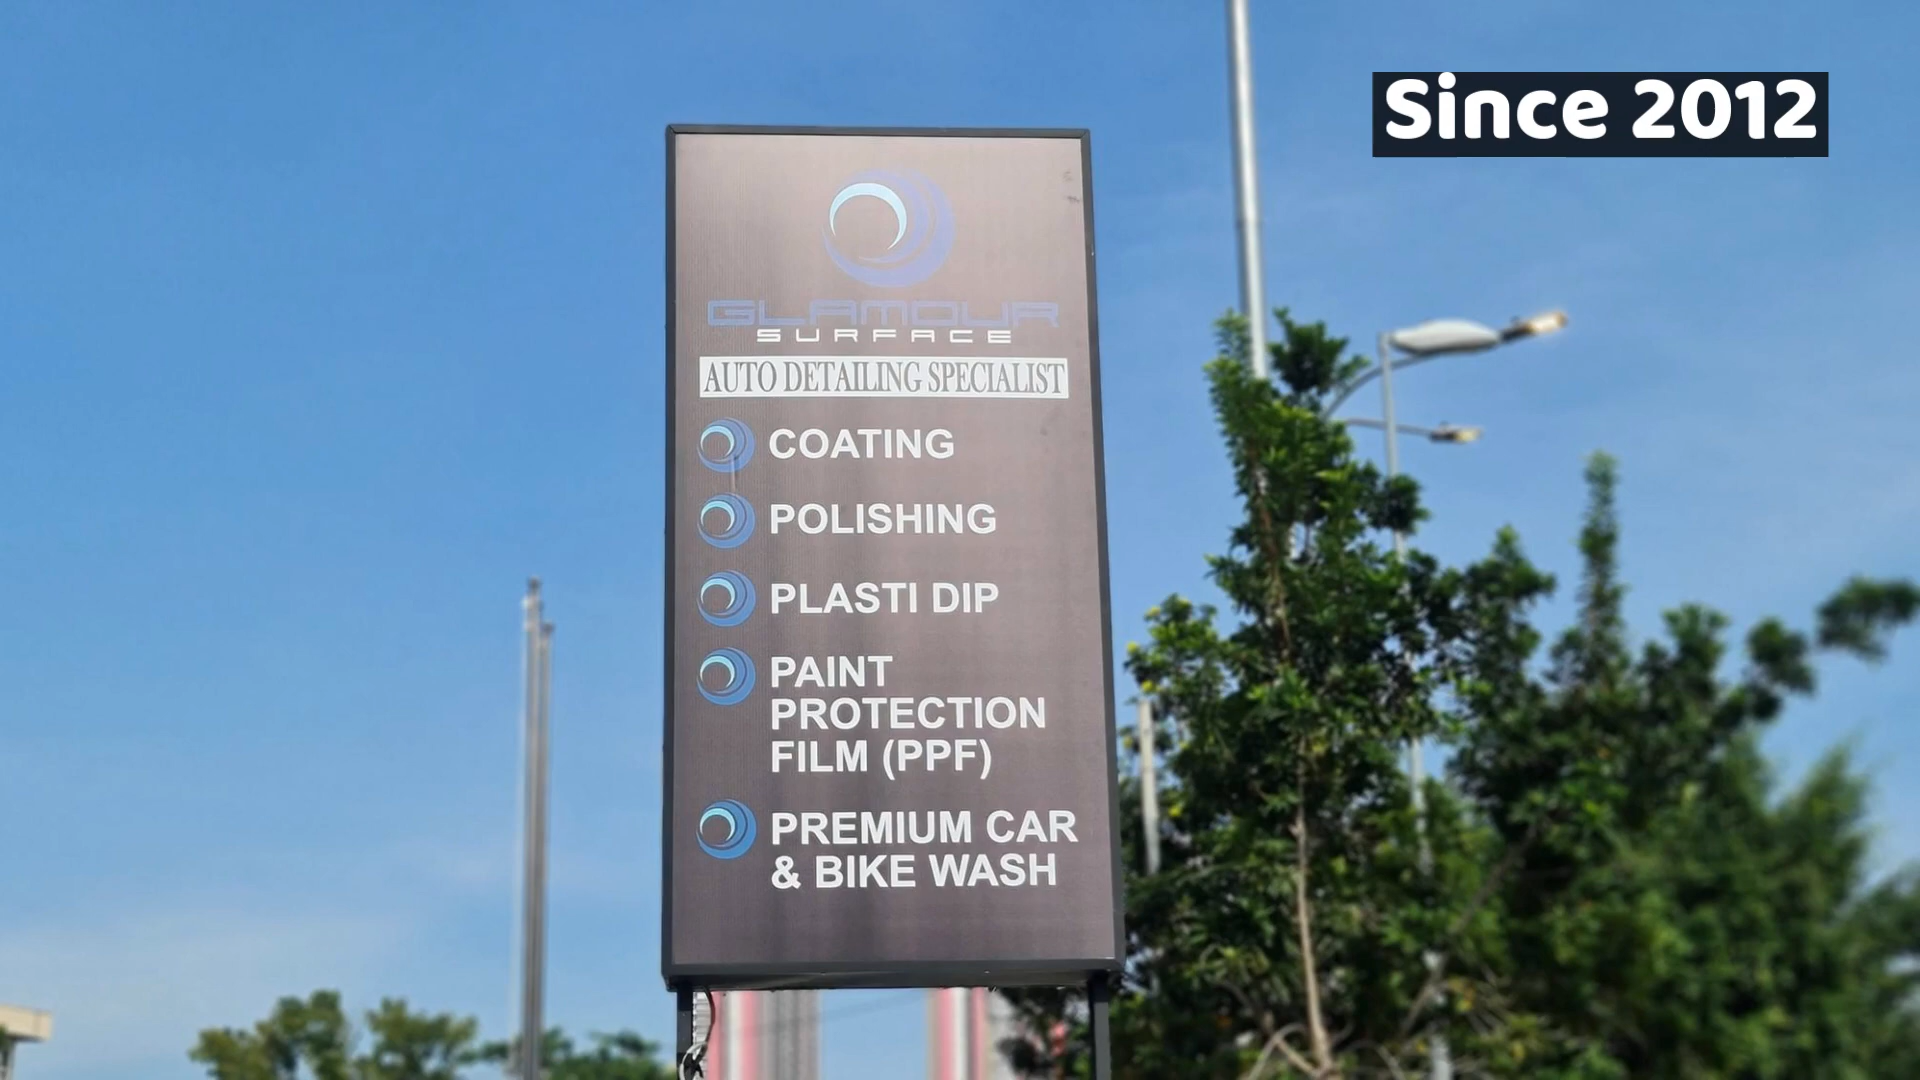 Since 2012
GLAMOUR
SURFACE
AUTO DETAILING SPECIALIST
COATING
POLISHING
PLASTI DIP
PAINT
PROTECTION
FILM (PPF)
PREMIUM CAR
& BIKE WASH